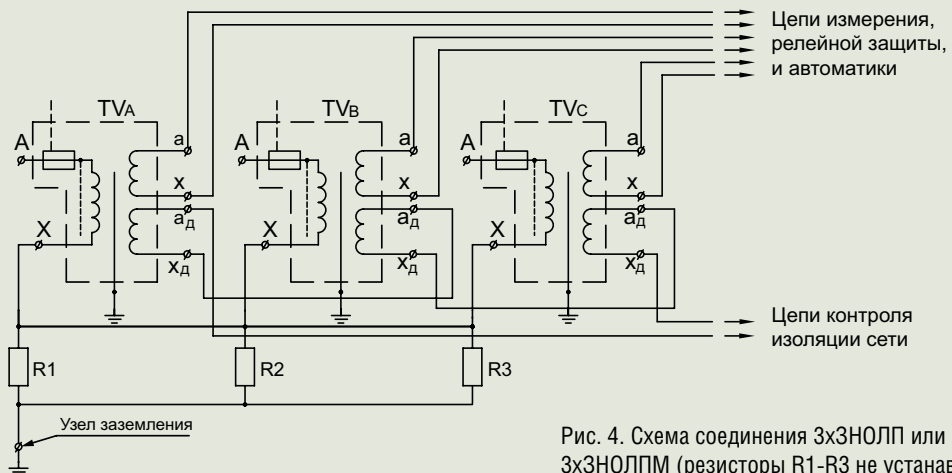 Цепи измерения,
релейной защиты,
и автоматики
TVA TVB TVC
A a A a A a
x x x
X aд X aд X aд
xд xд xд
Цепи контроля
изоляции сети
R1 R2 R3
Узел заземления
Рис. 4. Схема соединения 3хЗНОЛП или
3хЗНОЛПМ (резисторы R1-R3 не устанав